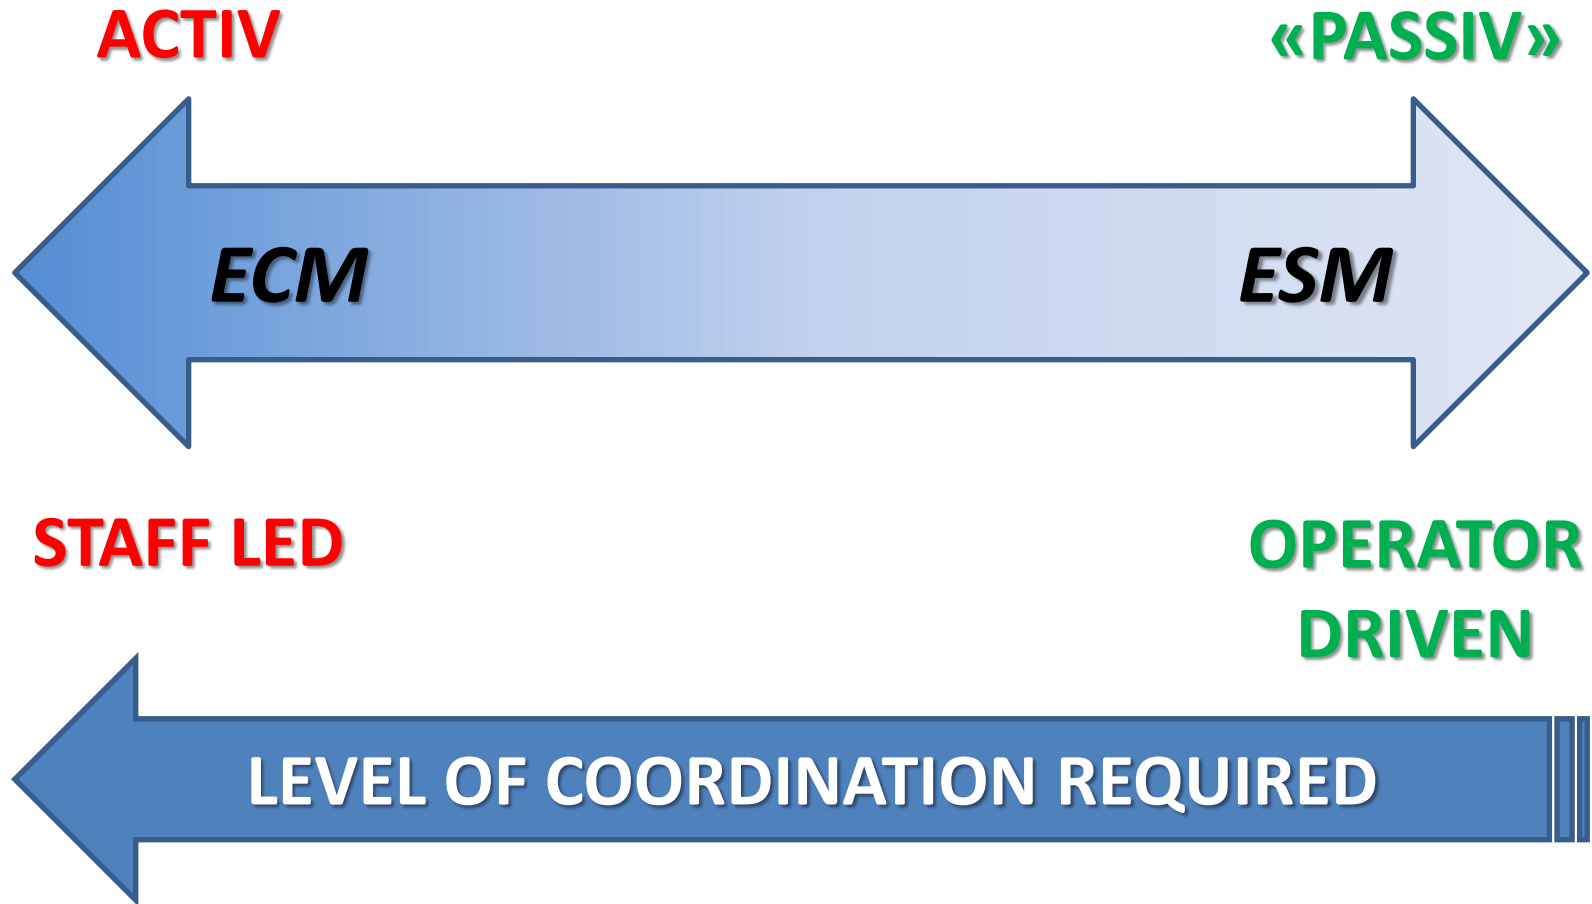 ACTIV
«PASSIV»
ECM
ESM
STAFF LED
OPERATOR
DRIVEN
LEVEL OF COORDINATION REQUIRED